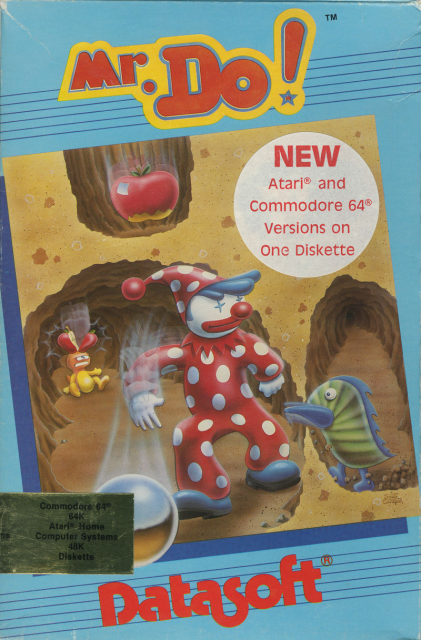 Mr. Do!
TM
NEW
Atari® and
Commodore 64®
Versions on
One Diskette
Commodore 64®
64K
Atari® Home
Computer Systems
48K
Diskette
Datasoft®